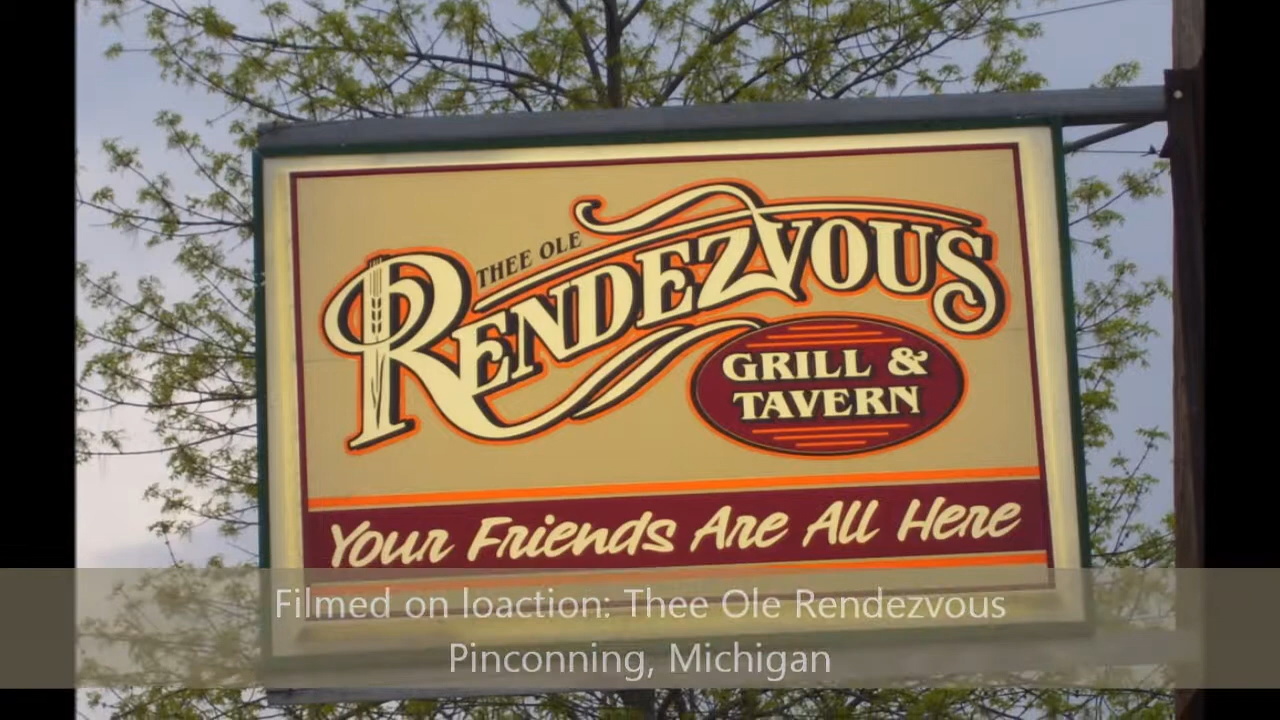 THEE OLE
RENDEZVOUS
GRILL &
TAVERN
Your Friends Are All Here
Filmed on loaction: Thee Ole Rendezvous
Pinconning, Michigan